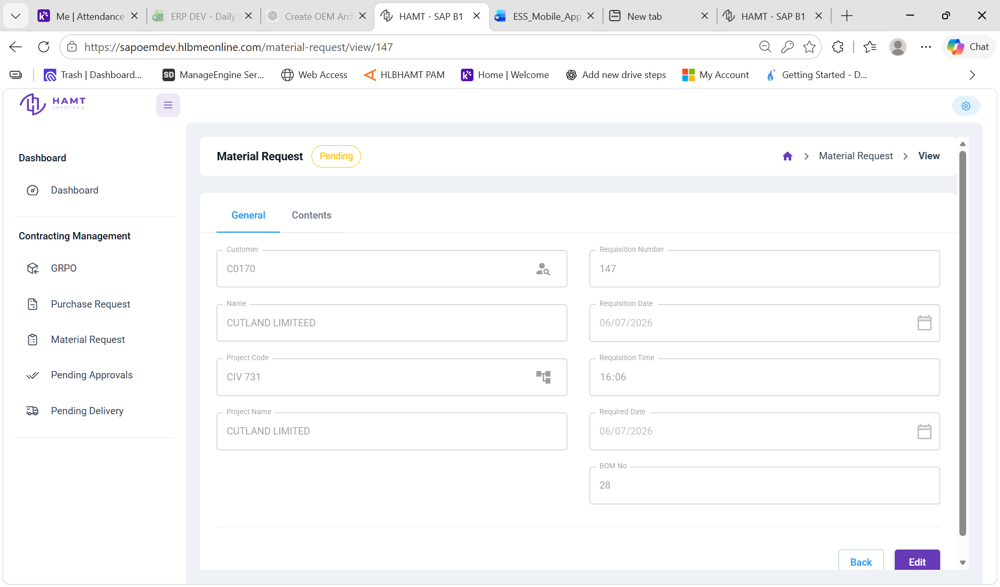 Me | Attendance
ERP DEV - Daily S
Create OEM Arch
HAMT - SAP B1
ESS_Mobile_App_
New tab
HAMT - SAP B1
https://sapoemdev.hlbmeonline.com/material-request/view/147
Chat
Trash | Dashboard...
SD
ManageEngine Ser...
Web Access
HLBHAMT PAM
Home | Welcome
Add new drive steps
My Account
Getting Started - D...
HAMT
INFOTECH
Dashboard
Dashboard
Contracting Management
GRPO
Purchase Request
Material Request
Pending Approvals
Pending Delivery
Material Request
Pending
Material Request
View
General
Contents
Customer
C0170
Requisition Number
147
Name
CUTLAND LIMITEED
Requisition Date
06/07/2026
Project Code
CIV 731
Requisition Time
16:06
Project Name
CUTLAND LIMITED
Required Date
06/07/2026
BOM No
28
Back
Edit